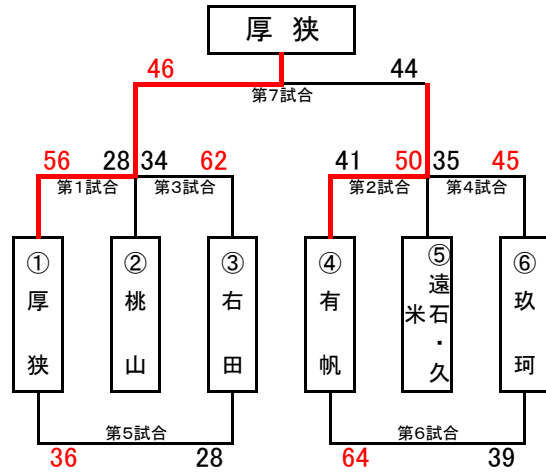 厚狭
46 44
第7試合
56 28 34 62 41 50 35 45
第1試合 第3試合 第2試合 第4試合
①厚狭
②桃山
③右田
④有帆
⑤遠石・久米
⑥玖珂
第5試合 第6試合
36 28 64 39